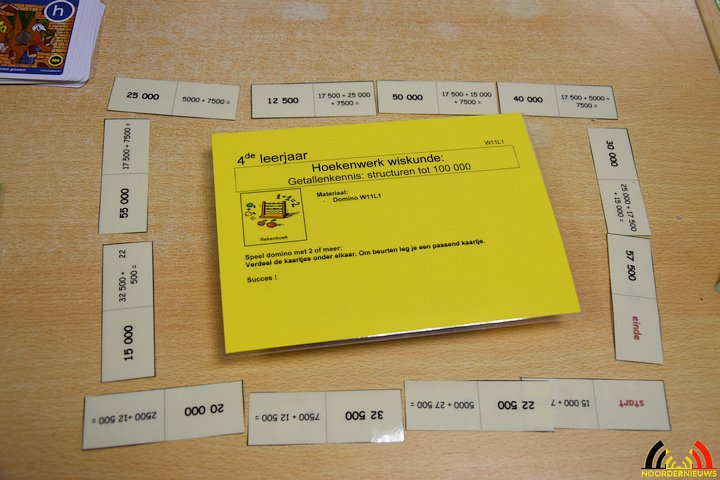 4de leerjaar
W11L1
Hoekenwerk wiskunde:
Getallenkennis: structuren tot 100 000
Materiaal:
- Domino W11L1
Rekenhoek
Speel domino met 2 of meer:
Verdeel de kaartjes onder elkaar. Om beurten leg je een passend kaartje.
Succes !
25 000
5000 + 7500 =
12 500
17 500 + 25 000
+ 7500 =
50 000
17 500 + 15 000
+ 7500 =
40 000
17 500 + 5000 +
7500 =
30 000
25 000 + 17 500
+ 15 000 =
57 500
einde
start
15 000 + 7
22 500
5000 + 27 500 =
32 500
7500 + 12 500 =
20 000
2500 + 12 500 =
15 000
32 500 + 22
500 =
55 000
17 500 + 7500 =
h
NOORDERNIEUWS